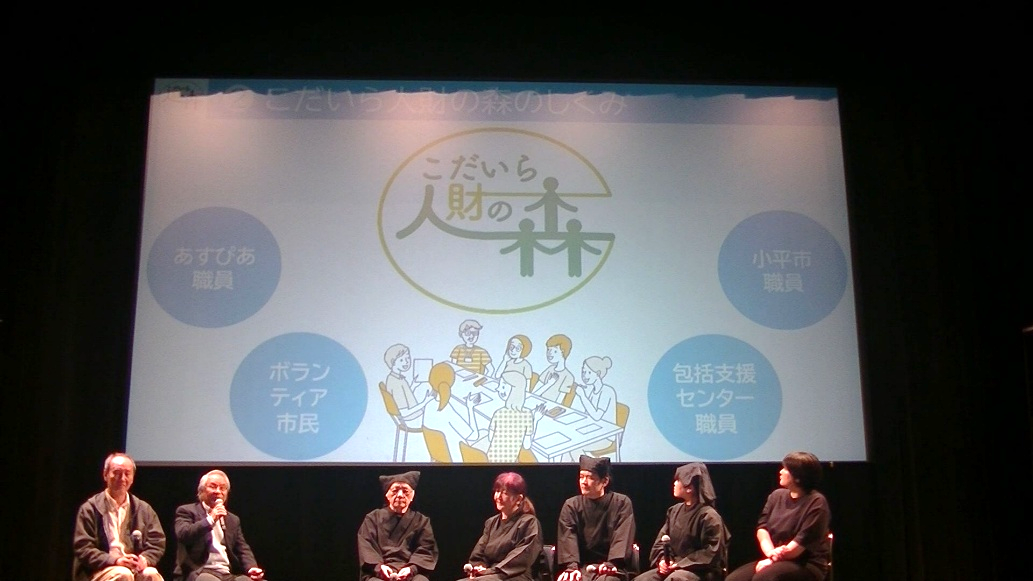 こだいら人財の森のしくみ
こだいら
人財の森
あすぴあ
職員
小平市
職員
ボラン
ティア
市民
包括支援
センター
職員